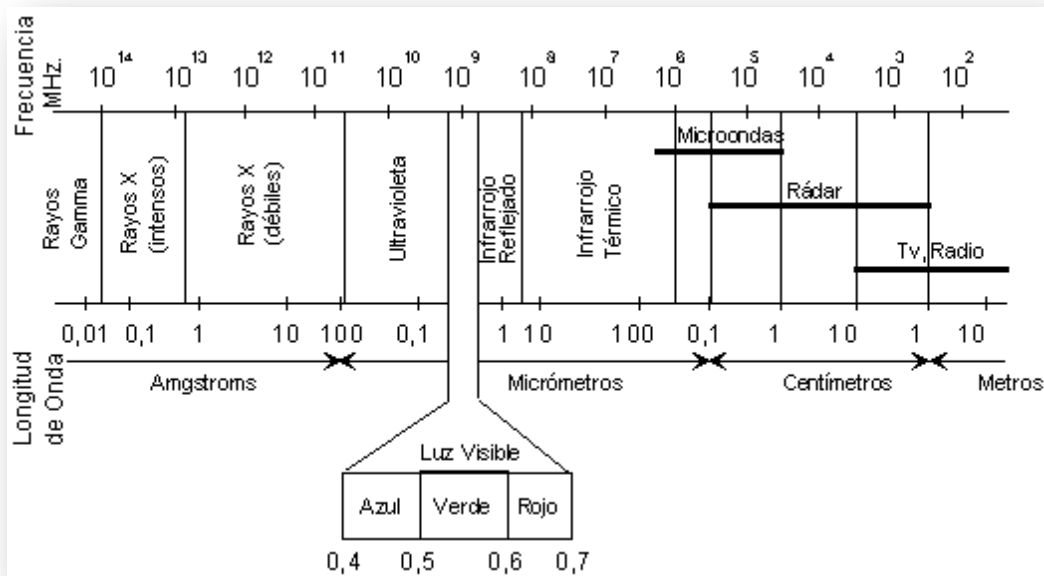 Frecuencia
MHz.
10^14 10^13 10^12 10^11 10^10 10^9 10^8 10^7 10^6 10^5 10^4 10^3 10^2
Rayos
Gamma
Rayos X
(intensos)
Rayos X
(débiles)
Ultravioleta
Infrarrojo
Reflejado
Infrarrojo
Térmico
Microondas
Rádar
Tv, Radio
0,01 0,1 1 10 100 0,1 1 10 100 0,1 1 10 1 10
Longitud
de Onda
Amgstroms Micrómetros Centímetros Metros
Luz Visible
Azul Verde Rojo
0,4 0,5 0,6 0,7